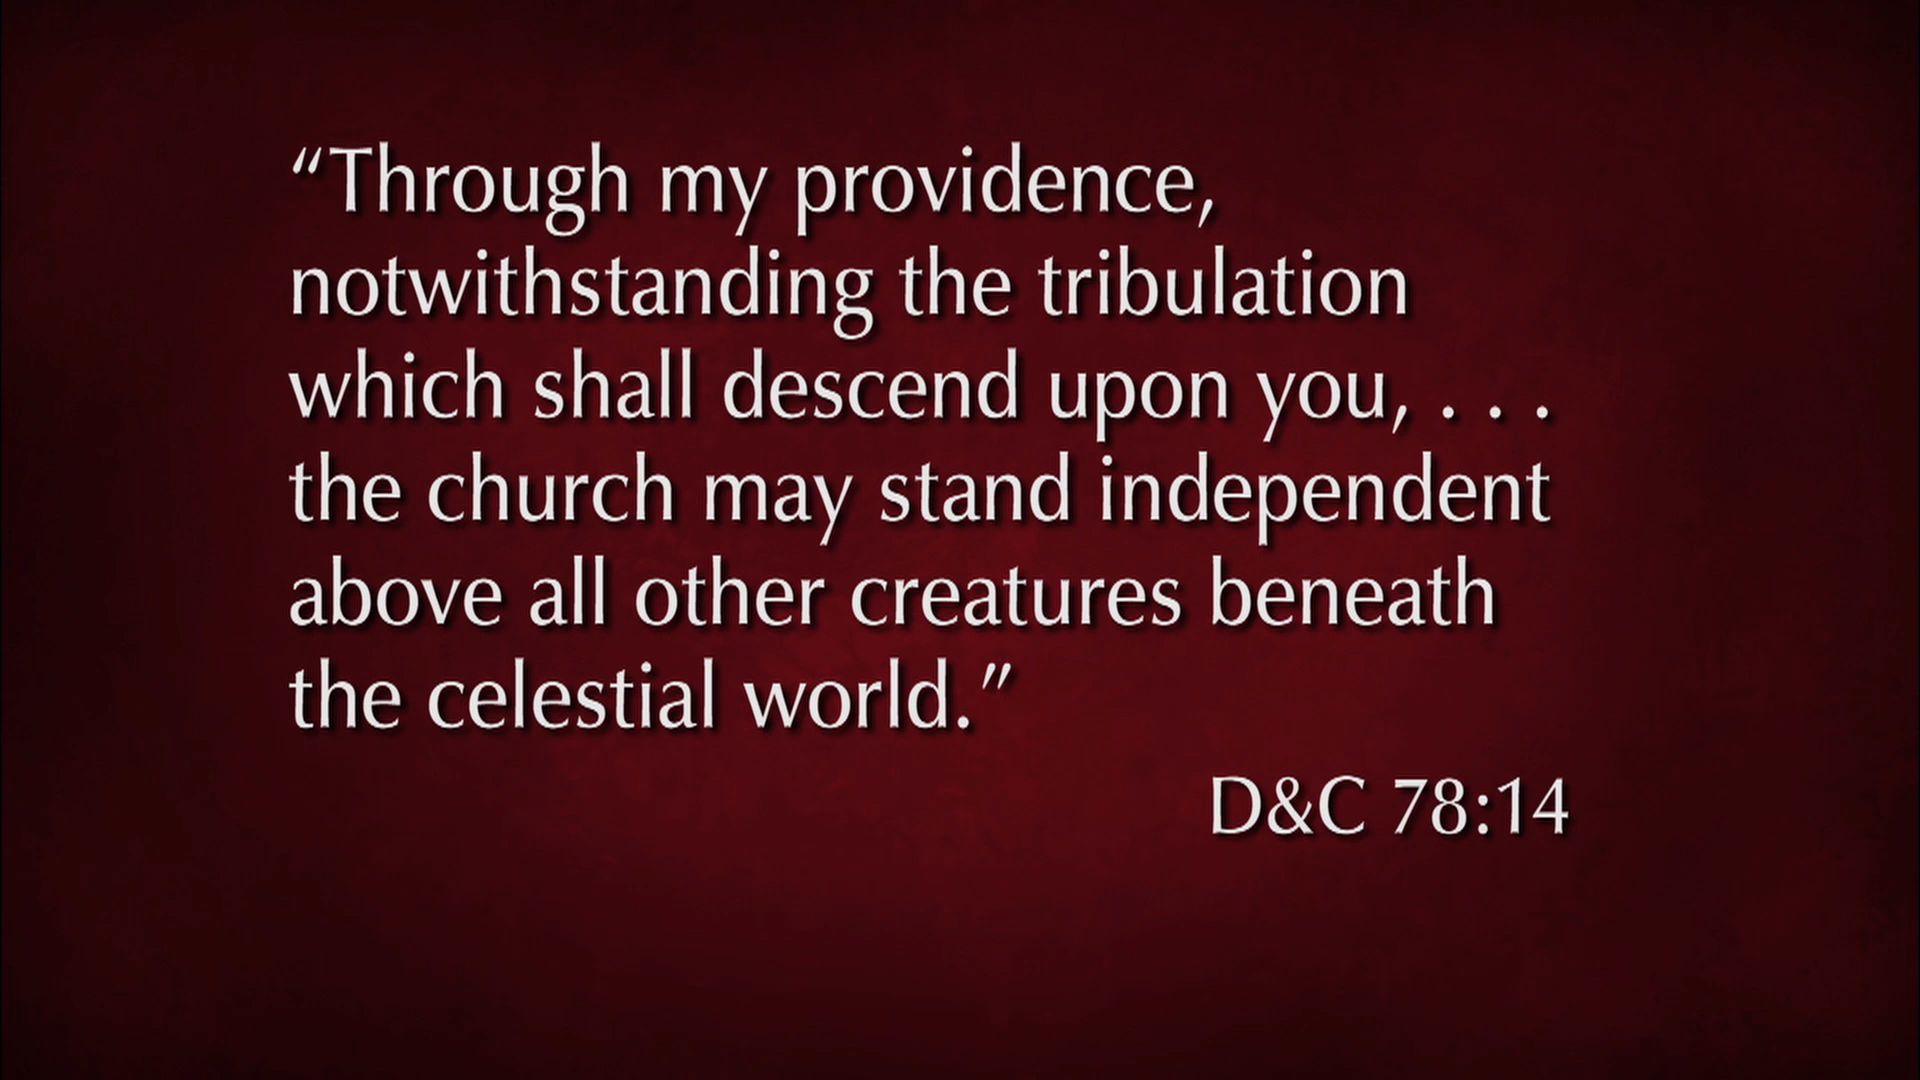 “Through my providence,
notwithstanding the tribulation
which shall descend upon you, . . .
the church may stand independent
above all other creatures beneath
the celestial world.”
D&C 78:14